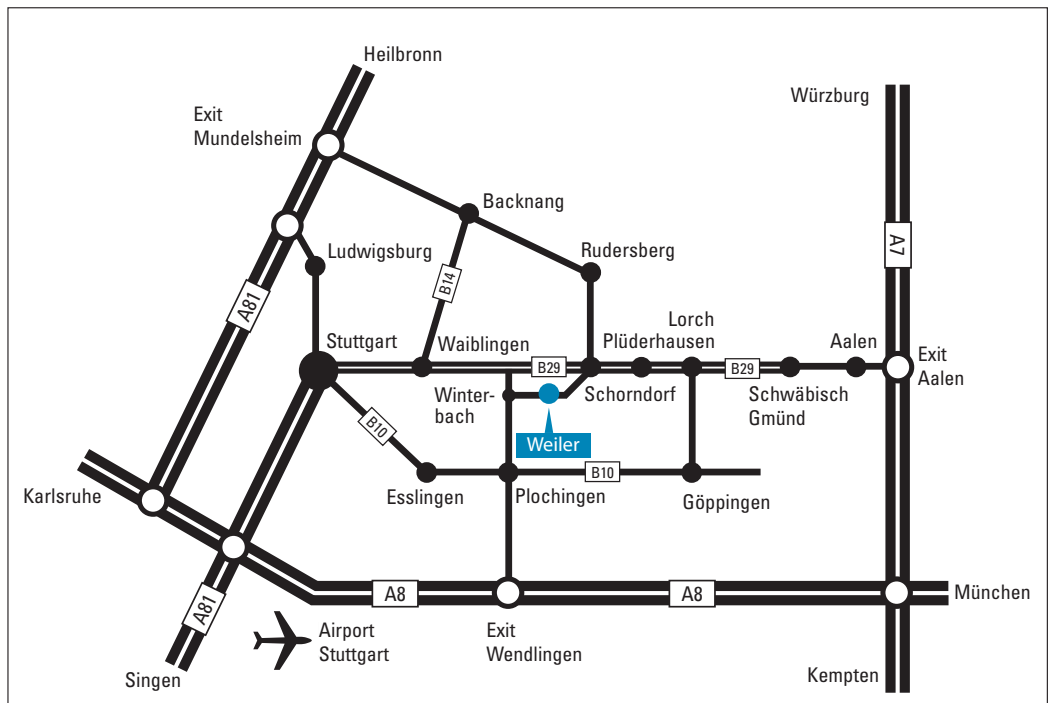 Heilbronn
Exit
Mundelsheim
Würzburg
Backnang
Ludwigsburg
Rudersberg
A7
B14
A81
Stuttgart
Waiblingen
Lorch
Plüderhausen
Aalen
Exit
Aalen
B29
B29
Winter-
bach
Schorndorf
Schwäbisch
Gmünd
B10
Weiler
Karlsruhe
Esslingen
Plochingen
B10
Göppingen
A8
A8
München
A81
Airport
Stuttgart
Exit
Wendlingen
Singen
Kempten